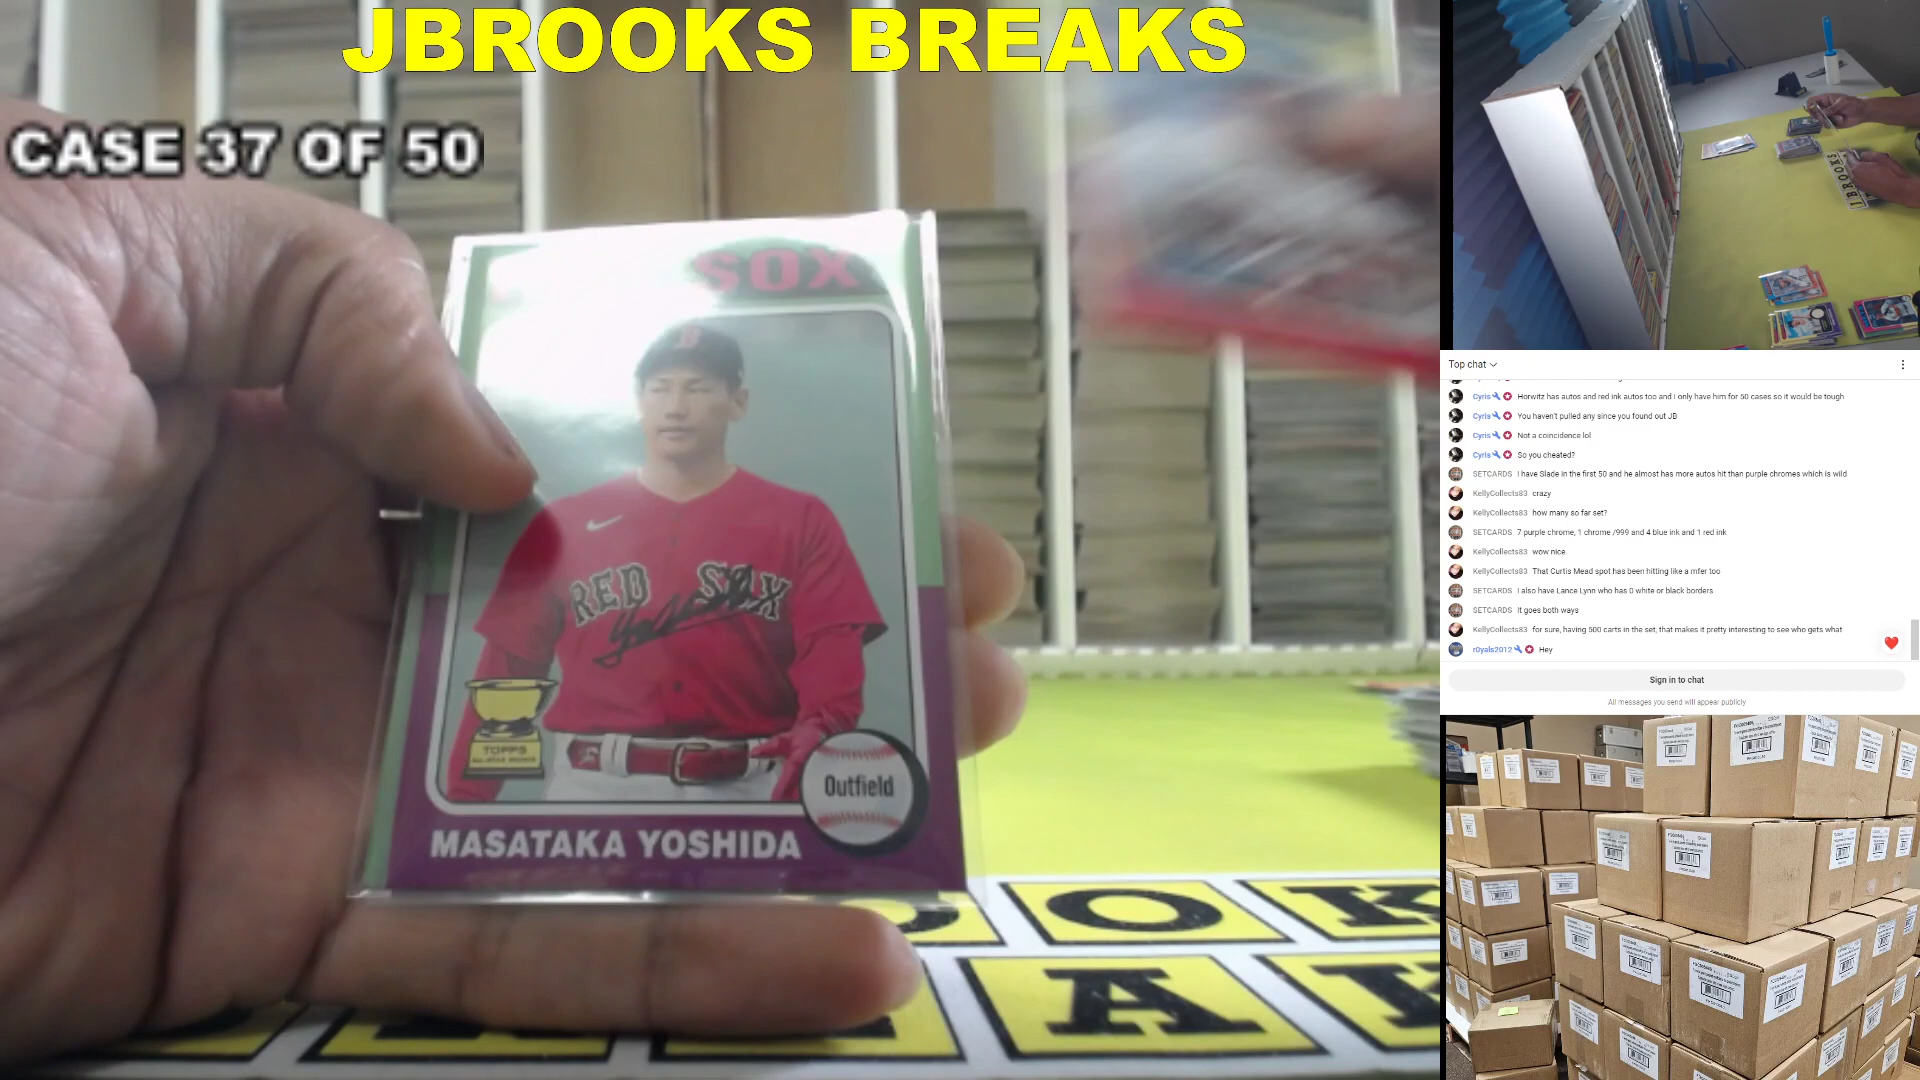 JBROOKS BREAKS
CASE 37 OF 50
SOX
B
RED SOX
TOPPS
ALL-STAR ROOKIE
Outfield
MASATAKA YOSHIDA
O O K
A K
JBROOKS
Top chat
Cyris Horwitz has autos and red ink autos too and I only have him for 50 cases so it would be tough
Cyris You haven't pulled any since you found out JB
Cyris Not a coincidence lol
Cyris So you cheated?
SETCARDS I have Slade in the first 50 and he almost has more autos hit than purple chromes which is wild
KellyCollects83 crazy
KellyCollects83 how many so far set?
SETCARDS 7 purple chrome, 1 chrome /999 and 4 blue ink and 1 red ink
KellyCollects83 wow nice.
KellyCollects83 That Curtis Mead spot has been hitting like a mfer too
SETCARDS I also have Lance Lynn who has 0 white or black borders
SETCARDS It goes both ways
KellyCollects83 for sure, having 500 carts in the set, that makes it pretty interesting to see who gets what
r0yals2012 Hey
Sign in to chat
All messages you send will appear publicly